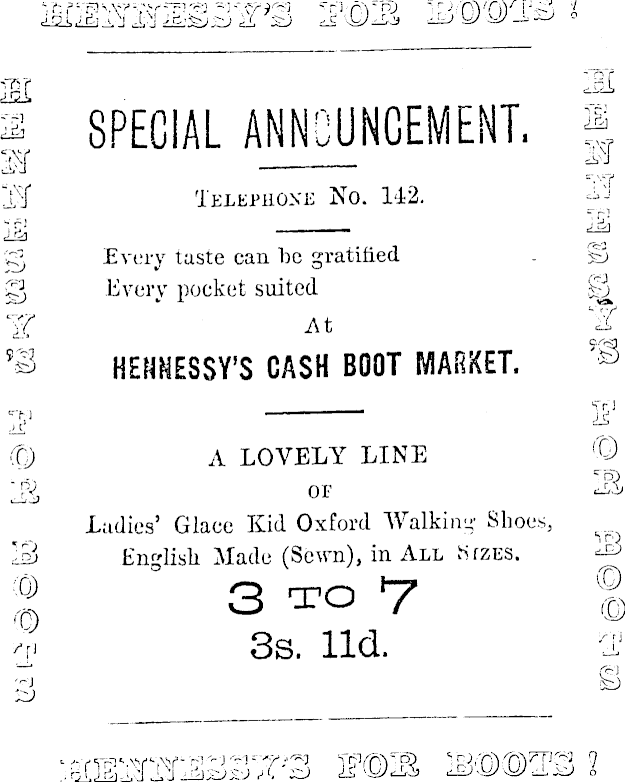 HENNESSY'S FOR BOOTS!
HENNESSY'S FOR BOOTS
SPECIAL ANNOUNCEMENT.
TELEPHONE NO. 142.
Every taste can be gratified
Every pocket suited
At
HENNESSY'S CASH BOOT MARKET.
A LOVELY LINE
OF
Ladies' Glace Kid Oxford Walking Shoes,
English Made (Sewn), in ALL SIZES.
3 TO 7
3s. 11d.
HENNESSY'S FOR BOOTS
HENNESSY'S FOR BOOTS!